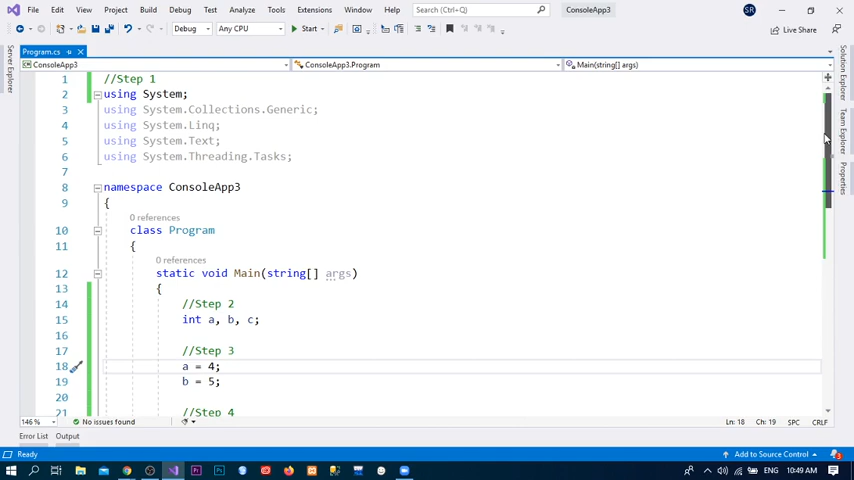 File Edit View Project Build Debug Test Analyze Tools Extensions Window Help Search (Ctrl+Q) ConsoleApp3 SR
Debug Any CPU Start Live Share
Program.cs
ConsoleApp3 ConsoleApp3.Program Main(string[] args)
Server Explorer
Solution Explorer
Team Explorer
Properties
1 //Step 1
2 using System;
3 using System.Collections.Generic;
4 using System.Linq;
5 using System.Text;
6 using System.Threading.Tasks;
7
8 namespace ConsoleApp3
9 {
0 references
10 class Program
11 {
0 references
12 static void Main(string[] args)
13 {
14 //Step 2
15 int a, b, c;
16
17 //Step 3
18 a = 4;
19 b = 5;
20
21 //Step 4
146 % No issues found Ln: 18 Ch: 19 SPC CRLF
Error List Output
Ready Add to Source Control 3
ENG 10:49 AM